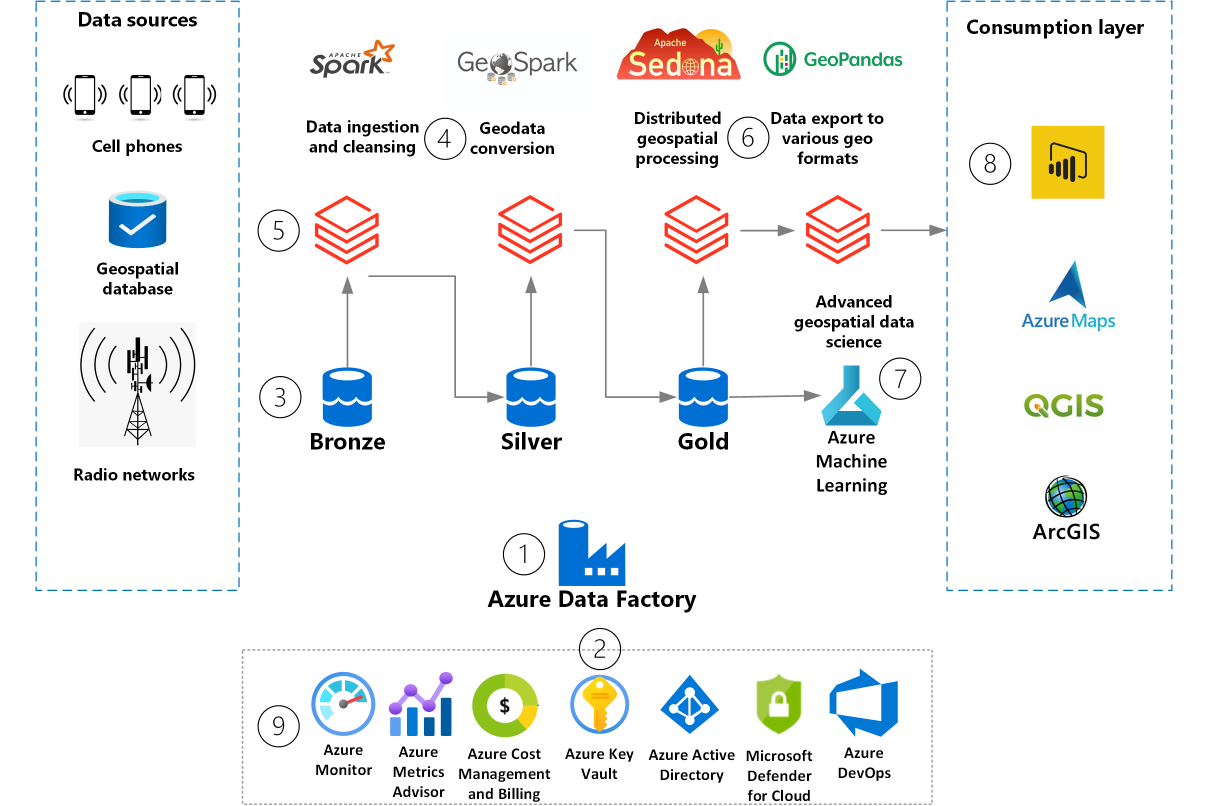 Data sources
Cell phones
Geospatial
database
Radio networks
APACHE
Spark
GeoSpark
Apache
Sedona
GeoPandas
Data ingestion
and cleansing
4
Geodata
conversion
Distributed
geospatial
processing
6
Data export to
various geo
formats
5
3
Bronze
Silver
Gold
Advanced
geospatial data
science
7
Azure
Machine
Learning
1
Azure Data Factory
2
9
Azure
Monitor
Azure
Metrics
Advisor
$
Azure Cost
Management
and Billing
Azure Key
Vault
Azure Active
Directory
Microsoft
Defender
for Cloud
Azure
DevOps
Consumption layer
8
Azure Maps
QGIS
ArcGIS